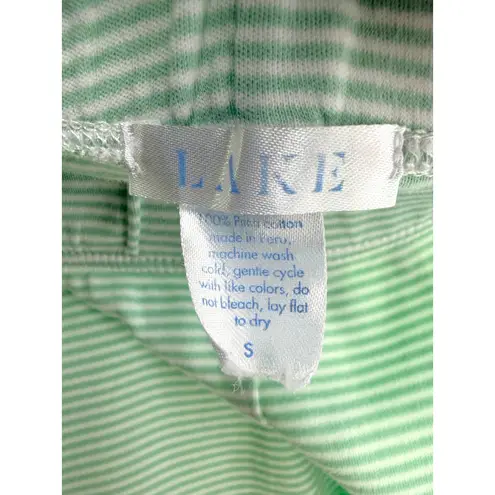 LAKE
100% Pima cotton
made in Peru,
machine wash
cold, gentle cycle
with like colors, do
not bleach, lay flat
to dry
S